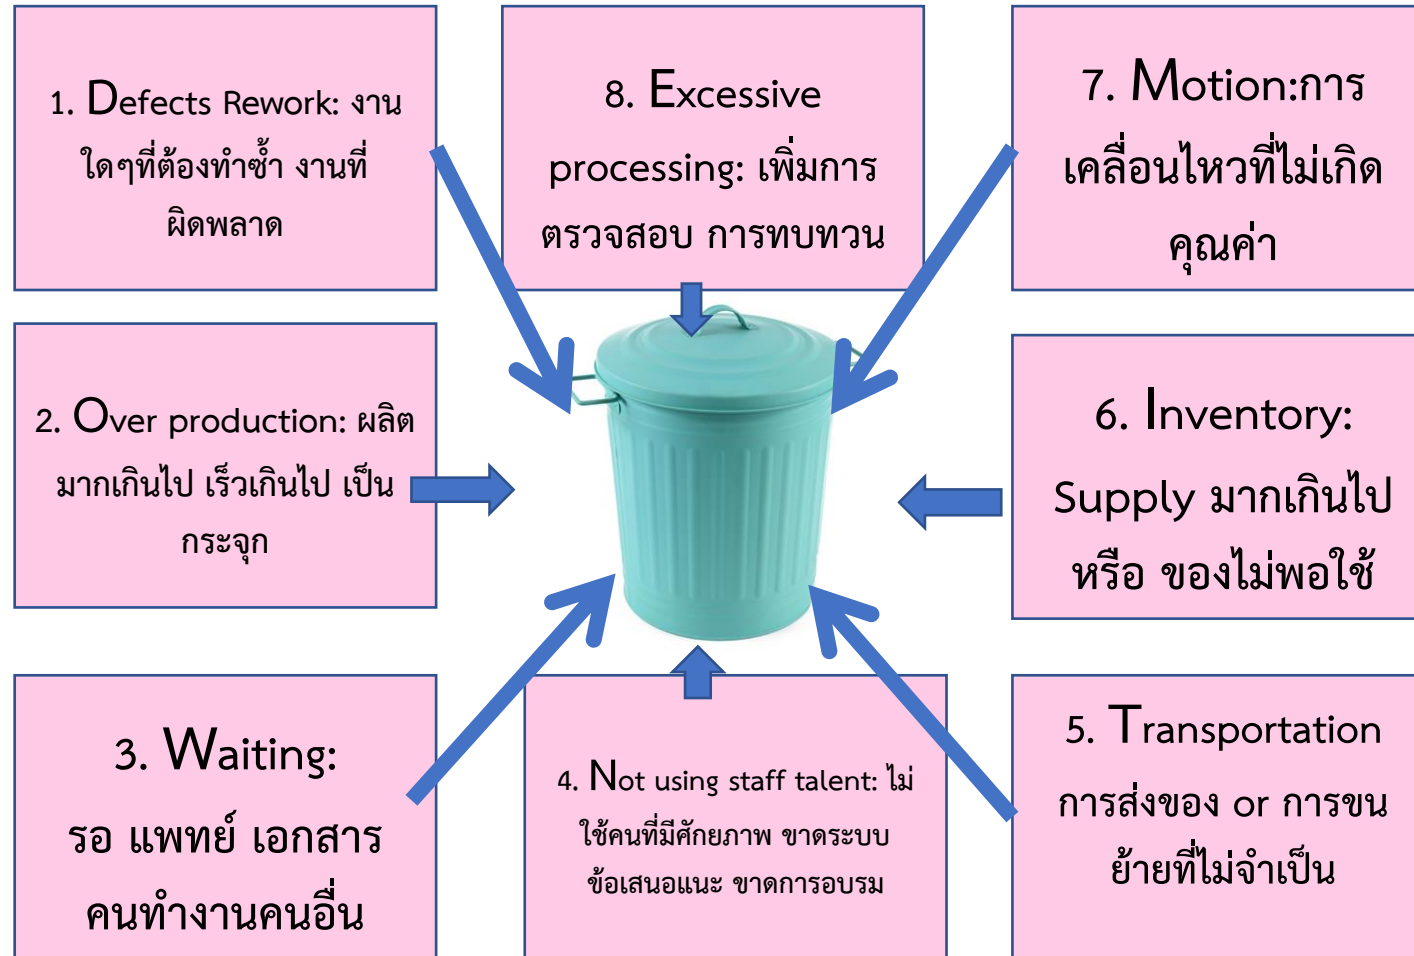 1. Defects Rework: งาน
ใดๆที่ต้องทำซ้ำ งานที่
ผิดพลาด
8. Excessive
processing: เพิ่มการ
ตรวจสอบ การทบทวน
7. Motion:การ
เคลื่อนไหวที่ไม่เกิด
คุณค่า
2. Over production: ผลิต
มากเกินไป เร็วเกินไป เป็น
กระจุก
6. Inventory:
Supply มากเกินไป
หรือ ของไม่พอใช้
3. Waiting:
รอ แพทย์ เอกสาร
คนทำงานคนอื่น
4. Not using staff talent: ไม่
ใช้คนที่มีศักยภาพ ขาดระบบ
ข้อเสนอแนะ ขาดการอบรม
5. Transportation
การส่งของ or การขน
ย้ายที่ไม่จำเป็น